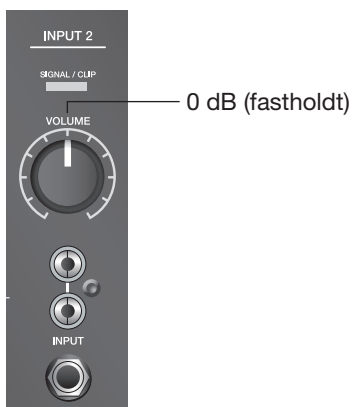 INPUT 2
SIGNAL / CLIP
0 dB (fastholdt)
VOLUME
INPUT